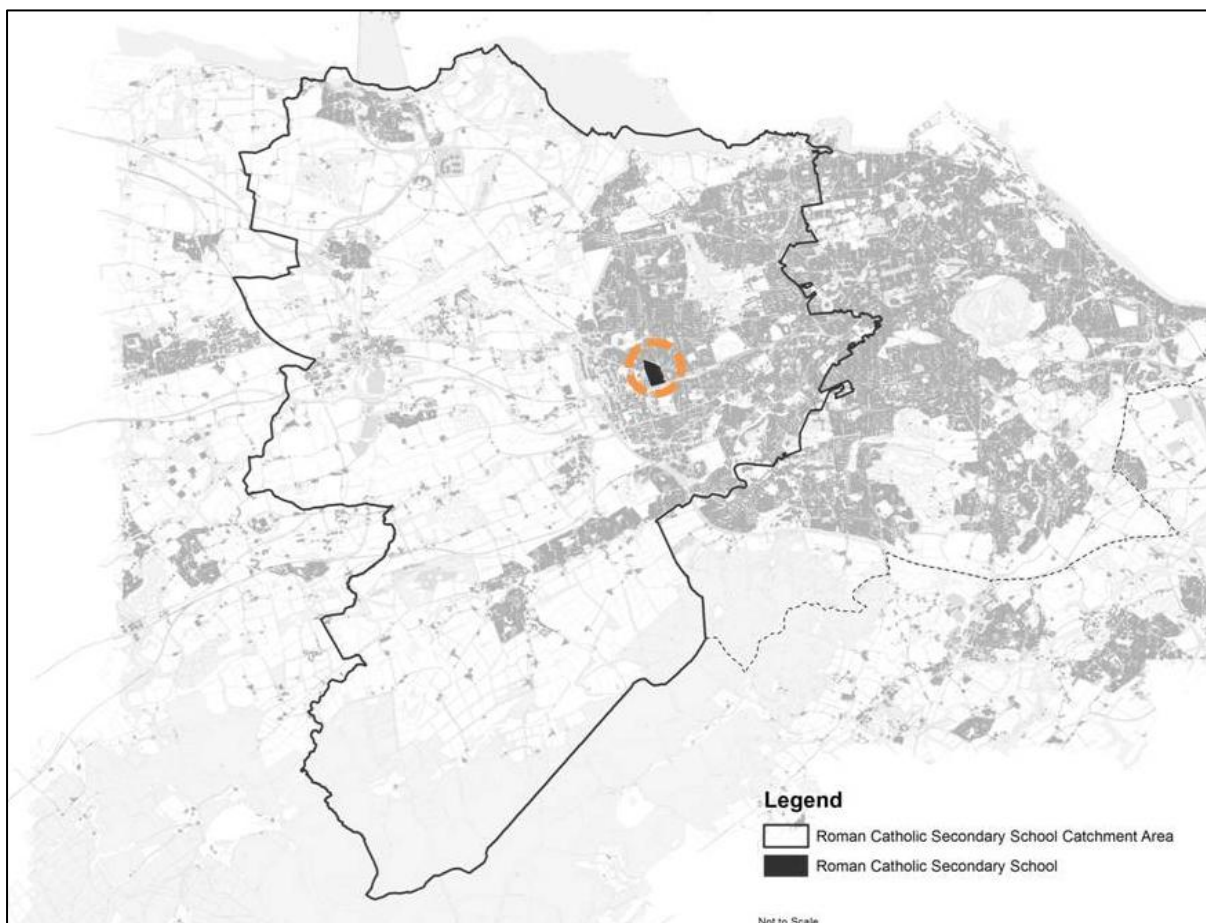 Legend
Roman Catholic Secondary School Catchment Area
Roman Catholic Secondary School
Not to Scale